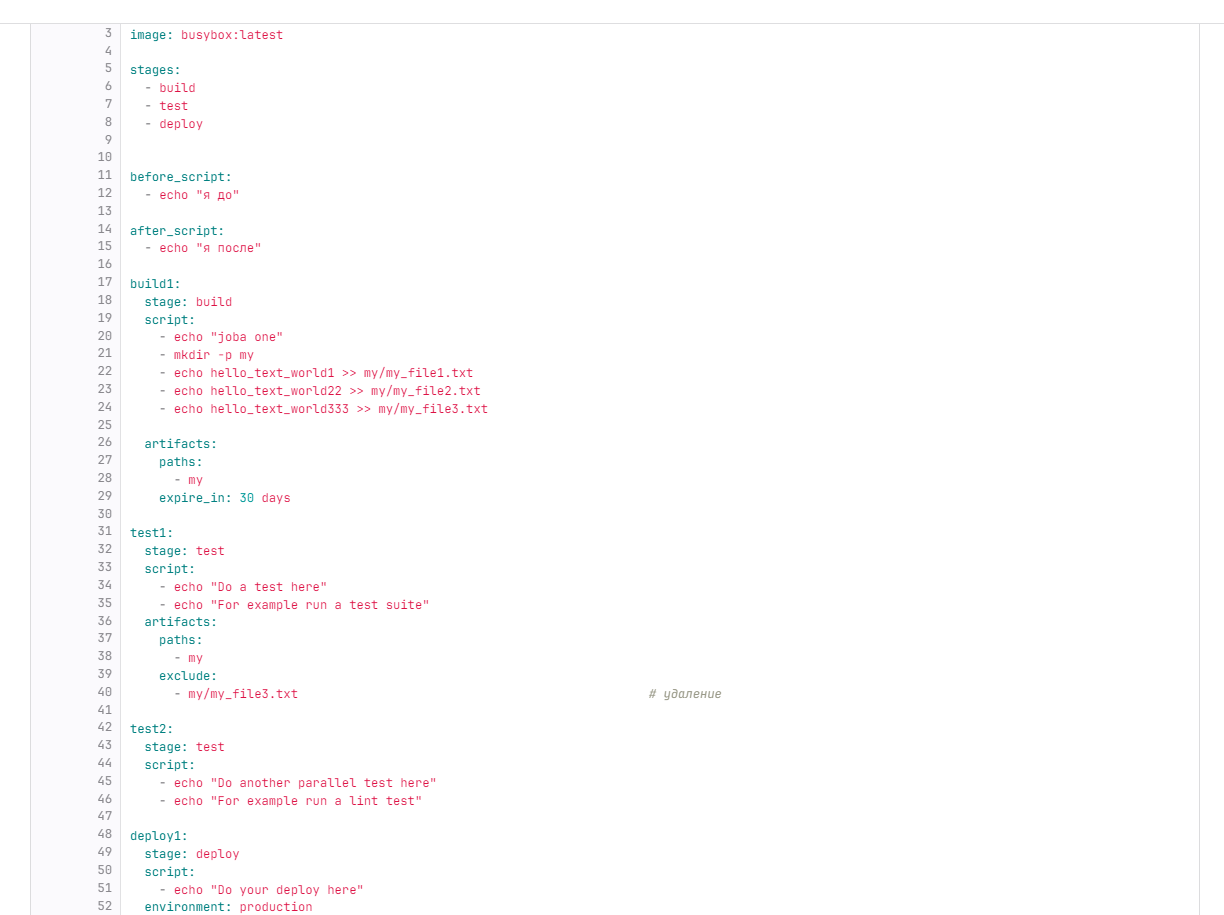 3 image: busybox:latest
4
5 stages:
6   - build
7   - test
8   - deploy
9
10
11 before_script:
12   - echo "я до"
13
14 after_script:
15   - echo "я после"
16
17 build1:
18   stage: build
19   script:
20     - echo "joba one"
21     - mkdir -p my
22     - echo hello_text_world1 >> my/my_file1.txt
23     - echo hello_text_world22 >> my/my_file2.txt
24     - echo hello_text_world333 >> my/my_file3.txt
25
26   artifacts:
27     paths:
28       - my
29     expire_in: 30 days
30
31 test1:
32   stage: test
33   script:
34     - echo "Do a test here"
35     - echo "For example run a test suite"
36   artifacts:
37     paths:
38       - my
39     exclude:
40       - my/my_file3.txt                                                # удаление
41
42 test2:
43   stage: test
44   script:
45     - echo "Do another parallel test here"
46     - echo "For example run a lint test"
47
48 deploy1:
49   stage: deploy
50   script:
51     - echo "Do your deploy here"
52   environment: production